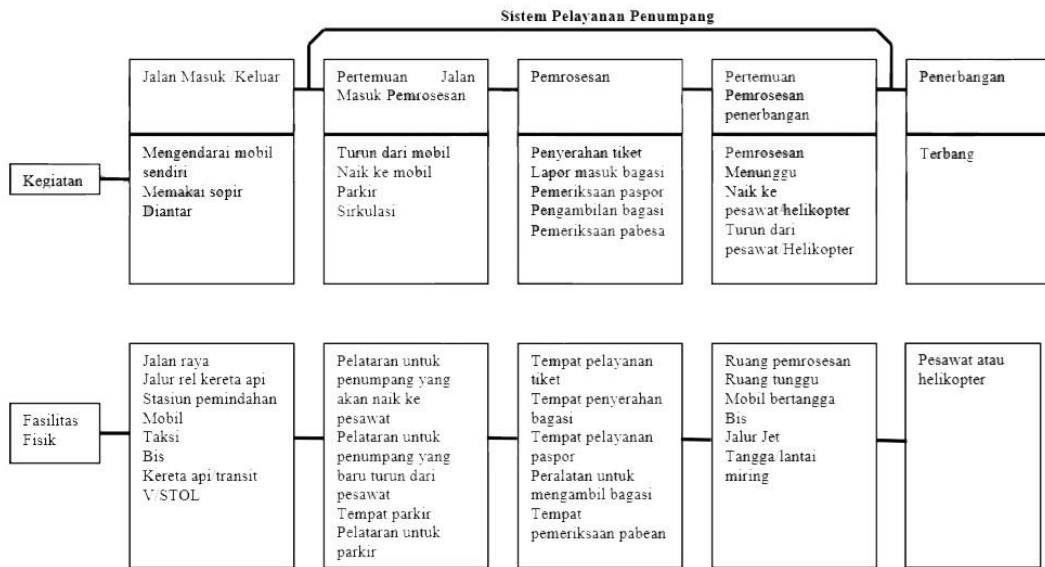 Sistem Pelayanan Penumpang
Jalan Masuk /Keluar
Pertemuan Jalan
Masuk Pemrosesan
Pemrosesan
Pertemuan
Pemrosesan
penerbangan
Penerbangan
Kegiatan
Mengendarai mobil
sendiri
Memakai sopir
Diantar
Turun dari mobil
Naik ke mobil
Parkir
Sirkulasi
Penyerahan tiket
Lapor masuk bagasi
Pemeriksaan paspor
Pengambilan bagasi
Pemeriksaan pabesa
Pemrosesan
Menunggu
Naik ke
pesawat/helikopter
Turun dari
pesawat/Helikopter
Terbang
Fasilitas
Fisik
Jalan raya
Jalur rel kereta api
Stasiun pemindahan
Mobil
Taksi
Bis
Kereta api/transit
V/STOL
Pelataran untuk
penumpang yang
akan naik ke
pesawat
Pelataran untuk
penumpang yang
baru turun dari
pesawat
Tempat parkir
Pelataran untuk
parkir
Tempat pelayanan
tiket
Tempat penyerahan
bagasi
Tempat pelayanan
paspor
Peralatan untuk
mengambil bagasi
Tempat
pemeriksaan pabean
Ruang pemrosesan
Ruang tunggu
Mobil bertangga
Bis
Jalur Jet
Tangga lantai
miring
Pesawat atau
helikopter